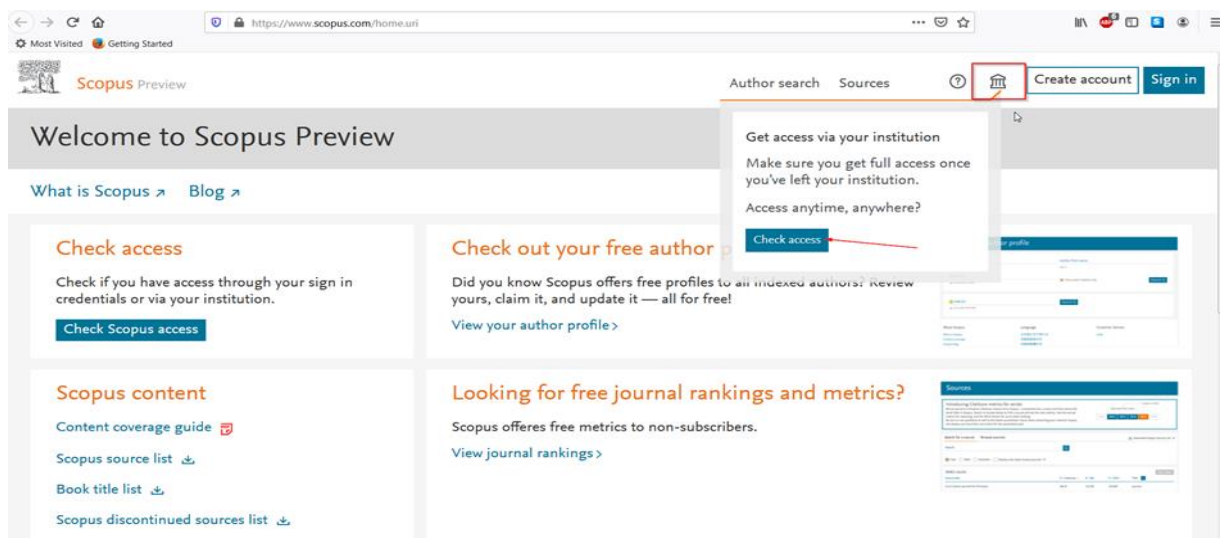 https://www.scopus.com/home.uri
Most Visited Getting Started
Scopus Preview
Author search Sources
Create account Sign in
Welcome to Scopus Preview
Get access via your institution
Make sure you get full access once
you've left your institution.
Access anytime, anywhere?
Check access
What is Scopus Blog
Check access
Check if you have access through your sign in
credentials or via your institution.
Check Scopus access
Check out your free author
Did you know Scopus offers free profiles to all indexed authors? Review
yours, claim it, and update it — all for free!
View your author profile
Scopus content
Content coverage guide
Scopus source list
Book title list
Scopus discontinued sources list
Looking for free journal rankings and metrics?
Scopus offeres free metrics to non-subscribers.
View journal rankings
Sources